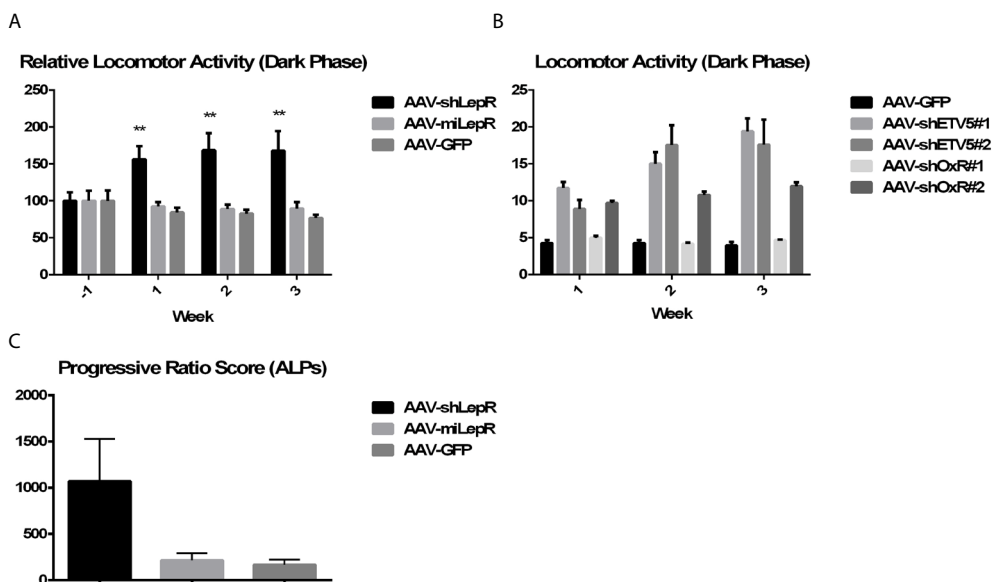 A
Relative Locomotor Activity (Dark Phase)
250
200
150
100
50
0
** ** **
-1 1 2 3
Week
AAV-shLepR
AAV-miLepR
AAV-GFP
B
Locomotor Activity (Dark Phase)
25
20
15
10
5
0
1 2 3
Week
AAV-GFP
AAV-shETV5#1
AAV-shETV5#2
AAV-shOxR#1
AAV-shOxR#2
C
Progressive Ratio Score (ALPs)
2000
1500
1000
500
0
AAV-shLepR
AAV-miLepR
AAV-GFP